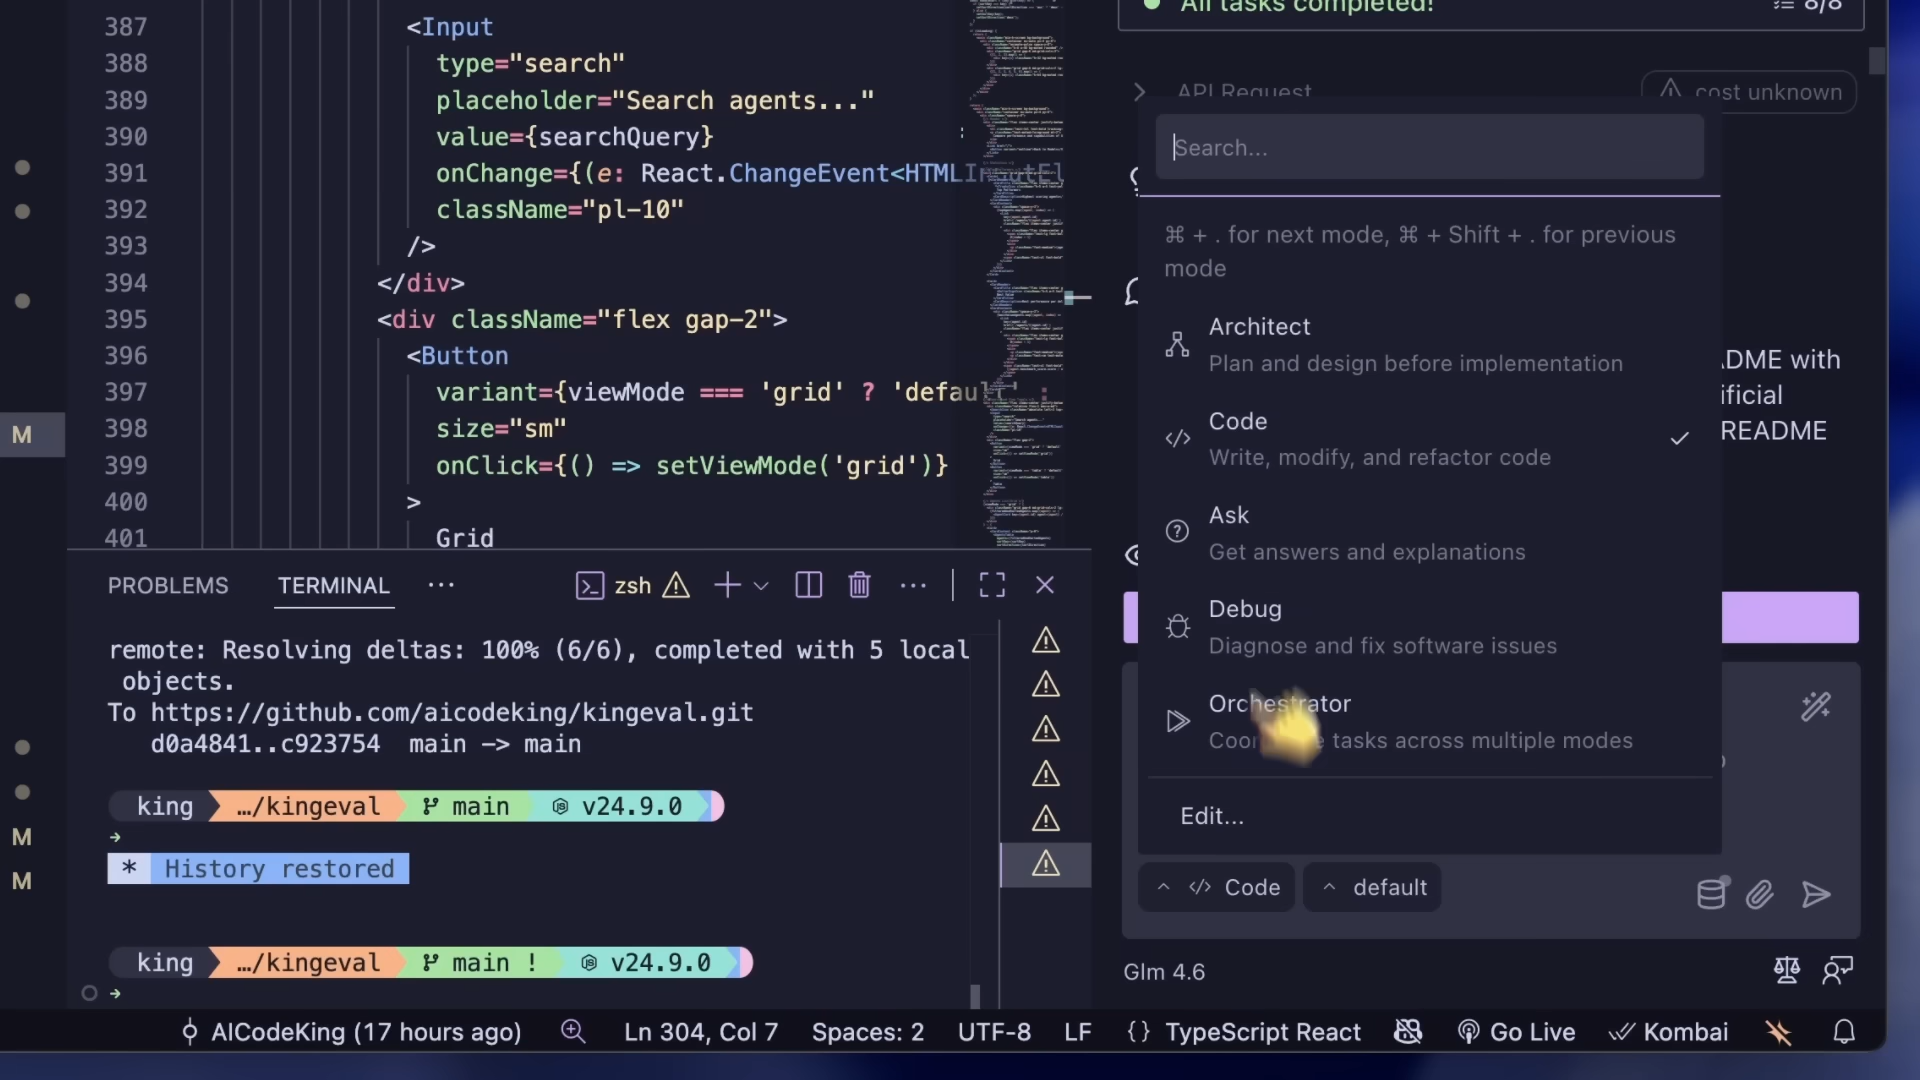 387 <Input
388 type="search"
389 placeholder="Search agents..."
390 value={searchQuery}
391 onChange={(e: React.ChangeEvent<HTMLInputEl
392 className="pl-10"
393 />
394 </div>
395 <div className="flex gap-2">
396 <Button
397 variant={viewMode === 'grid' ? 'defau
398 size="sm"
399 onClick={() => setViewMode('grid')}
400 >
401 Grid
M
M
M
PROBLEMS TERMINAL ... zsh
remote: Resolving deltas: 100% (6/6), completed with 5 local
objects.
To https://github.com/aicodeking/kingeval.git
d0a4841..c923754 main -> main
king …/kingeval main v24.9.0
* History restored
king …/kingeval main ! v24.9.0
All tasks completed! 8/8
API Request cost unknown
Search...
⌘ + . for next mode, ⌘ + Shift + . for previous
mode
Architect
Plan and design before implementation
Code
Write, modify, and refactor code
Ask
Get answers and explanations
Debug
Diagnose and fix software issues
Orchestrator
tasks across multiple modes
Edit...
with
README
Code default
Glm 4.6
AICodeKing (17 hours ago) Ln 304, Col 7 Spaces: 2 UTF-8 LF {} TypeScript React Go Live Kombai